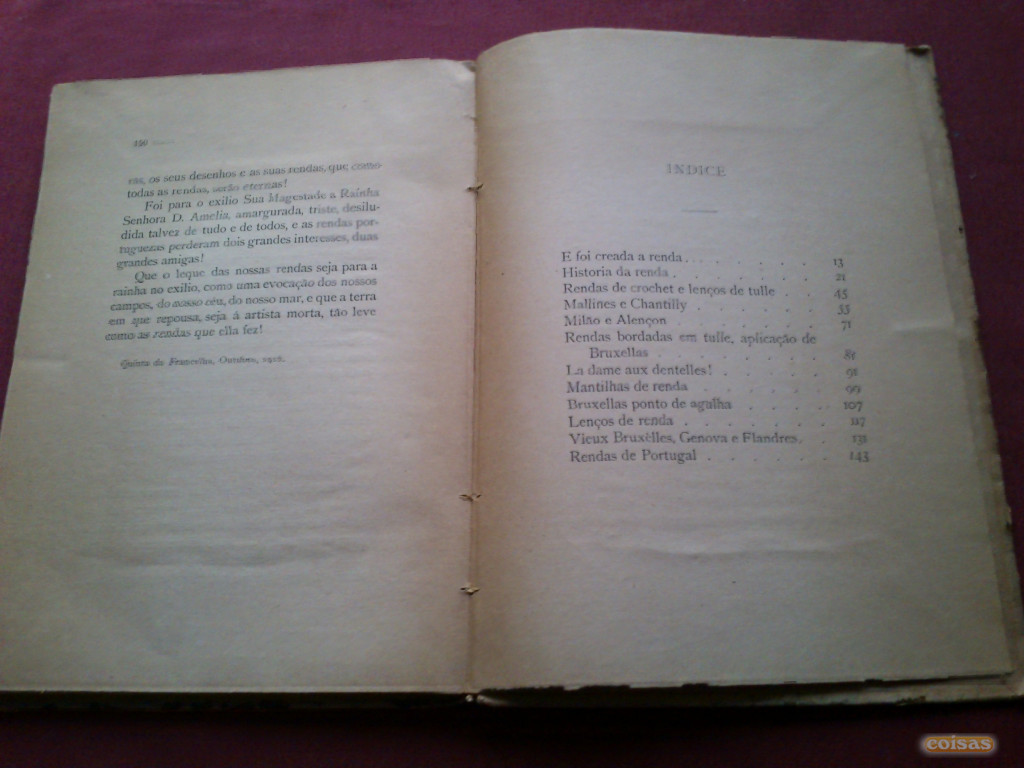 vas, os seus desenhos e as suas rendas, que como
todas as rendas, serão eternas!
Foi para o exilio Sua Magestade a Rainha
Senhora D. Amelia, amargurada, triste, desilu-
dida talvez de tudo e de todos, e as rendas por-
tuguezas perderam dois grandes interesses, duas
grandes amigas!
Que o leque das nossas rendas seja para a
rainha no exilio, como uma evocação dos nossos
campos, do nosso céu, do nosso mar, e que a terra
em que repousa, seja á artista morta, tão leve
como as rendas que ella fez!
Quinta da Outubro,
INDICE
E foi creada a renda . . . . . . . 13
Historia da renda . . . . . . . . 21
Rendas de crochet e lenços de tulle . . 45
Mallines e Chantilly . . . . . . . 55
Milão e Alençon . . . . . . . . 71
Rendas bordadas em tulle, aplicação de
Bruxellas . . . . . . . . . 81
La dame aux dentelles! . . . . . . 91
Mantilhas de renda . . . . . . . 99
Bruxellas ponto de agulha . . . . . 107
Lenços de renda . . . . . . . . 117
Vieux Bruxèlles, Genova e Flandres. . . 131
Rendas de Portugal . . . . . . . 143
coisas